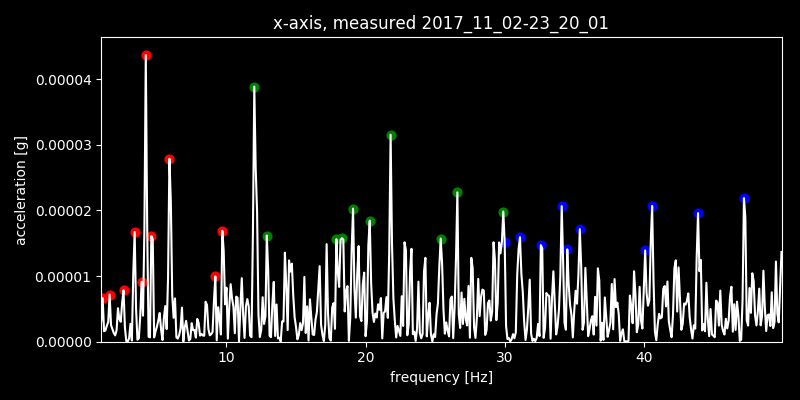 x-axis, measured 2017_11_02-23_20_01
0.00004
0.00003
0.00002
0.00001
0.00000
acceleration [g]
10 20 30 40
frequency [Hz]